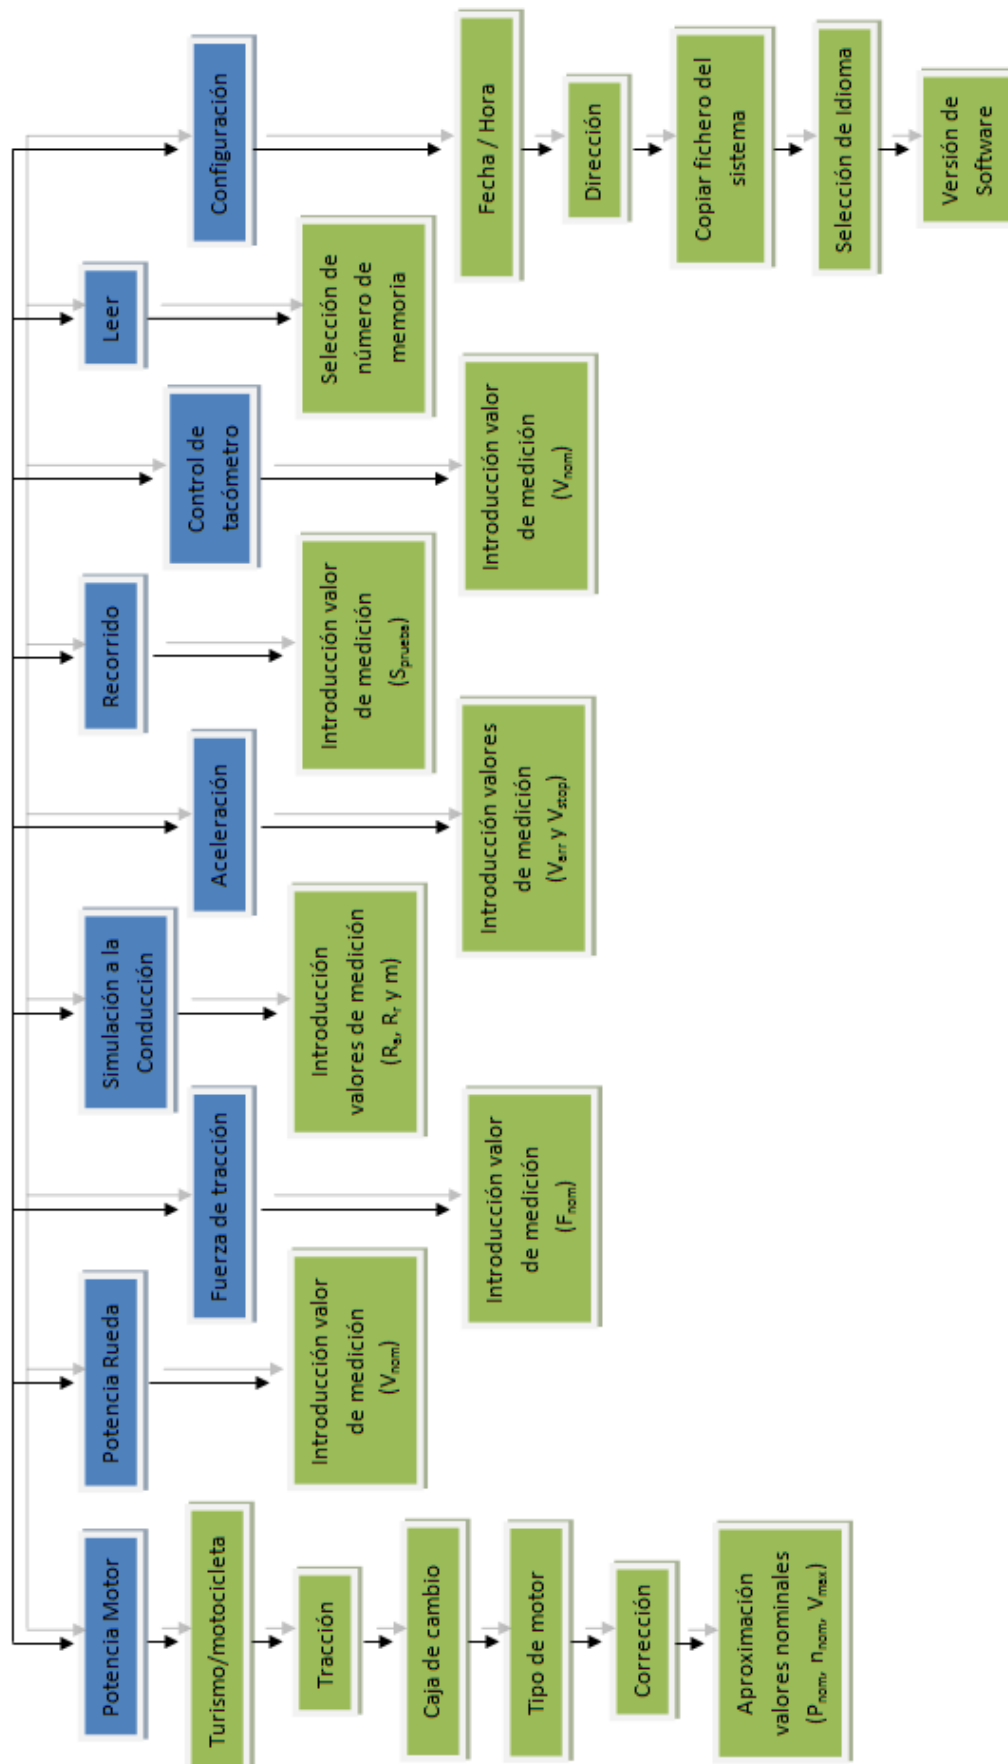 Potencia Motor
Turismo/motocicleta
Tracción
Caja de cambio
Tipo de motor
Corrección
Aproximación
valores nominales
(Pnom, nnom, Vmax)
Potencia Rueda
Introducción valor
de medición
(Vnom)
Fuerza de tracción
Introducción valor
de medición
(Fnom)
Simulación a la
Conducción
Introducción
valores de medición
(Ra, Rr y m)
Aceleración
Introducción valores
de medición
(Varr y Vstop)
Recorrido
Introducción valor
de medición
(Sprueba)
Control de
tacómetro
Introducción valor
de medición
(Vnom)
Leer
Selección de
número de
memoria
Configuración
Fecha / Hora
Dirección
Copiar fichero del
sistema
Selección de Idioma
Versión de
Software